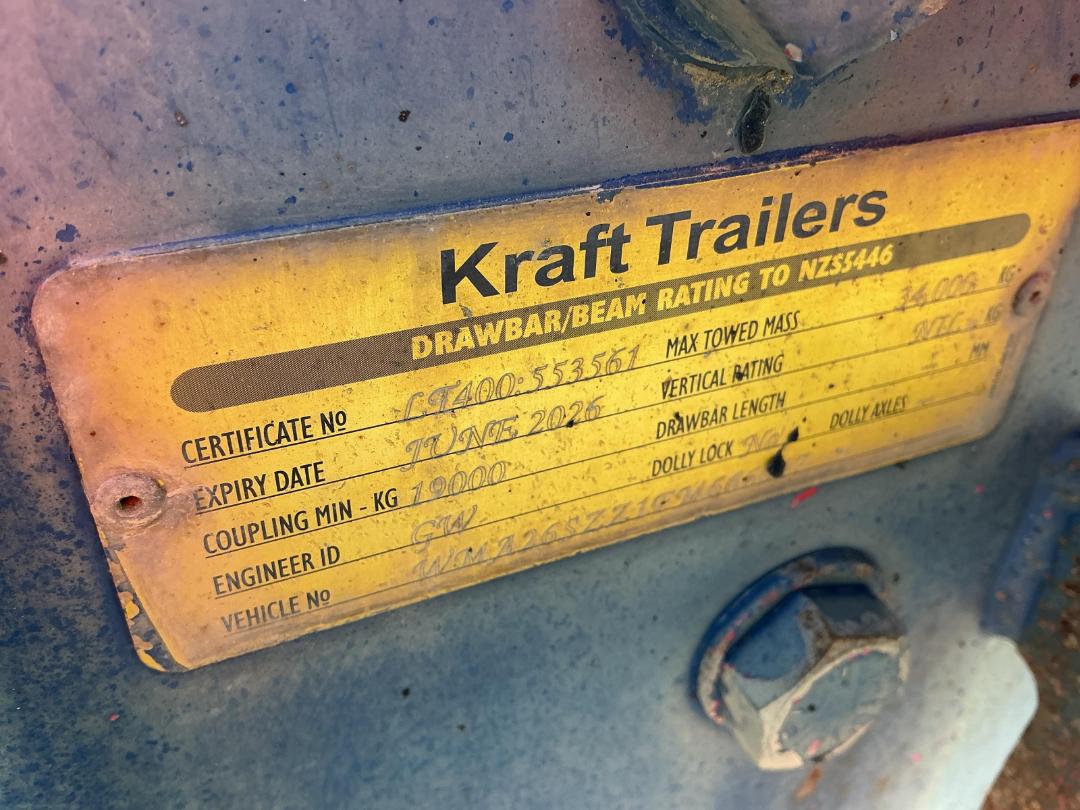 Kraft Trailers
DRAWBAR/BEAM RATING TO NZS5446
CERTIFICATE No LT400:553561 MAX TOWED MASS 34,000 KG
EXPIRY DATE JUNE 2026 VERTICAL RATING NIL KG
COUPLING MIN - KG 19000 DRAWBAR LENGTH MM
ENGINEER ID GW DOLLY LOCK No DOLLY AXLES
VEHICLE No